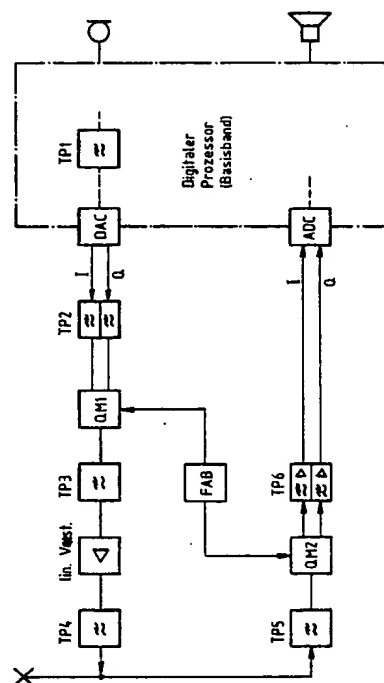 TP4
lin. Verst.
TP3
QM1
TP2
I
Q
DAC
TP1
Digitaler
Prozessor
(Basisband)
FAB
TP5
QM2
TP6
I
Q
ADC